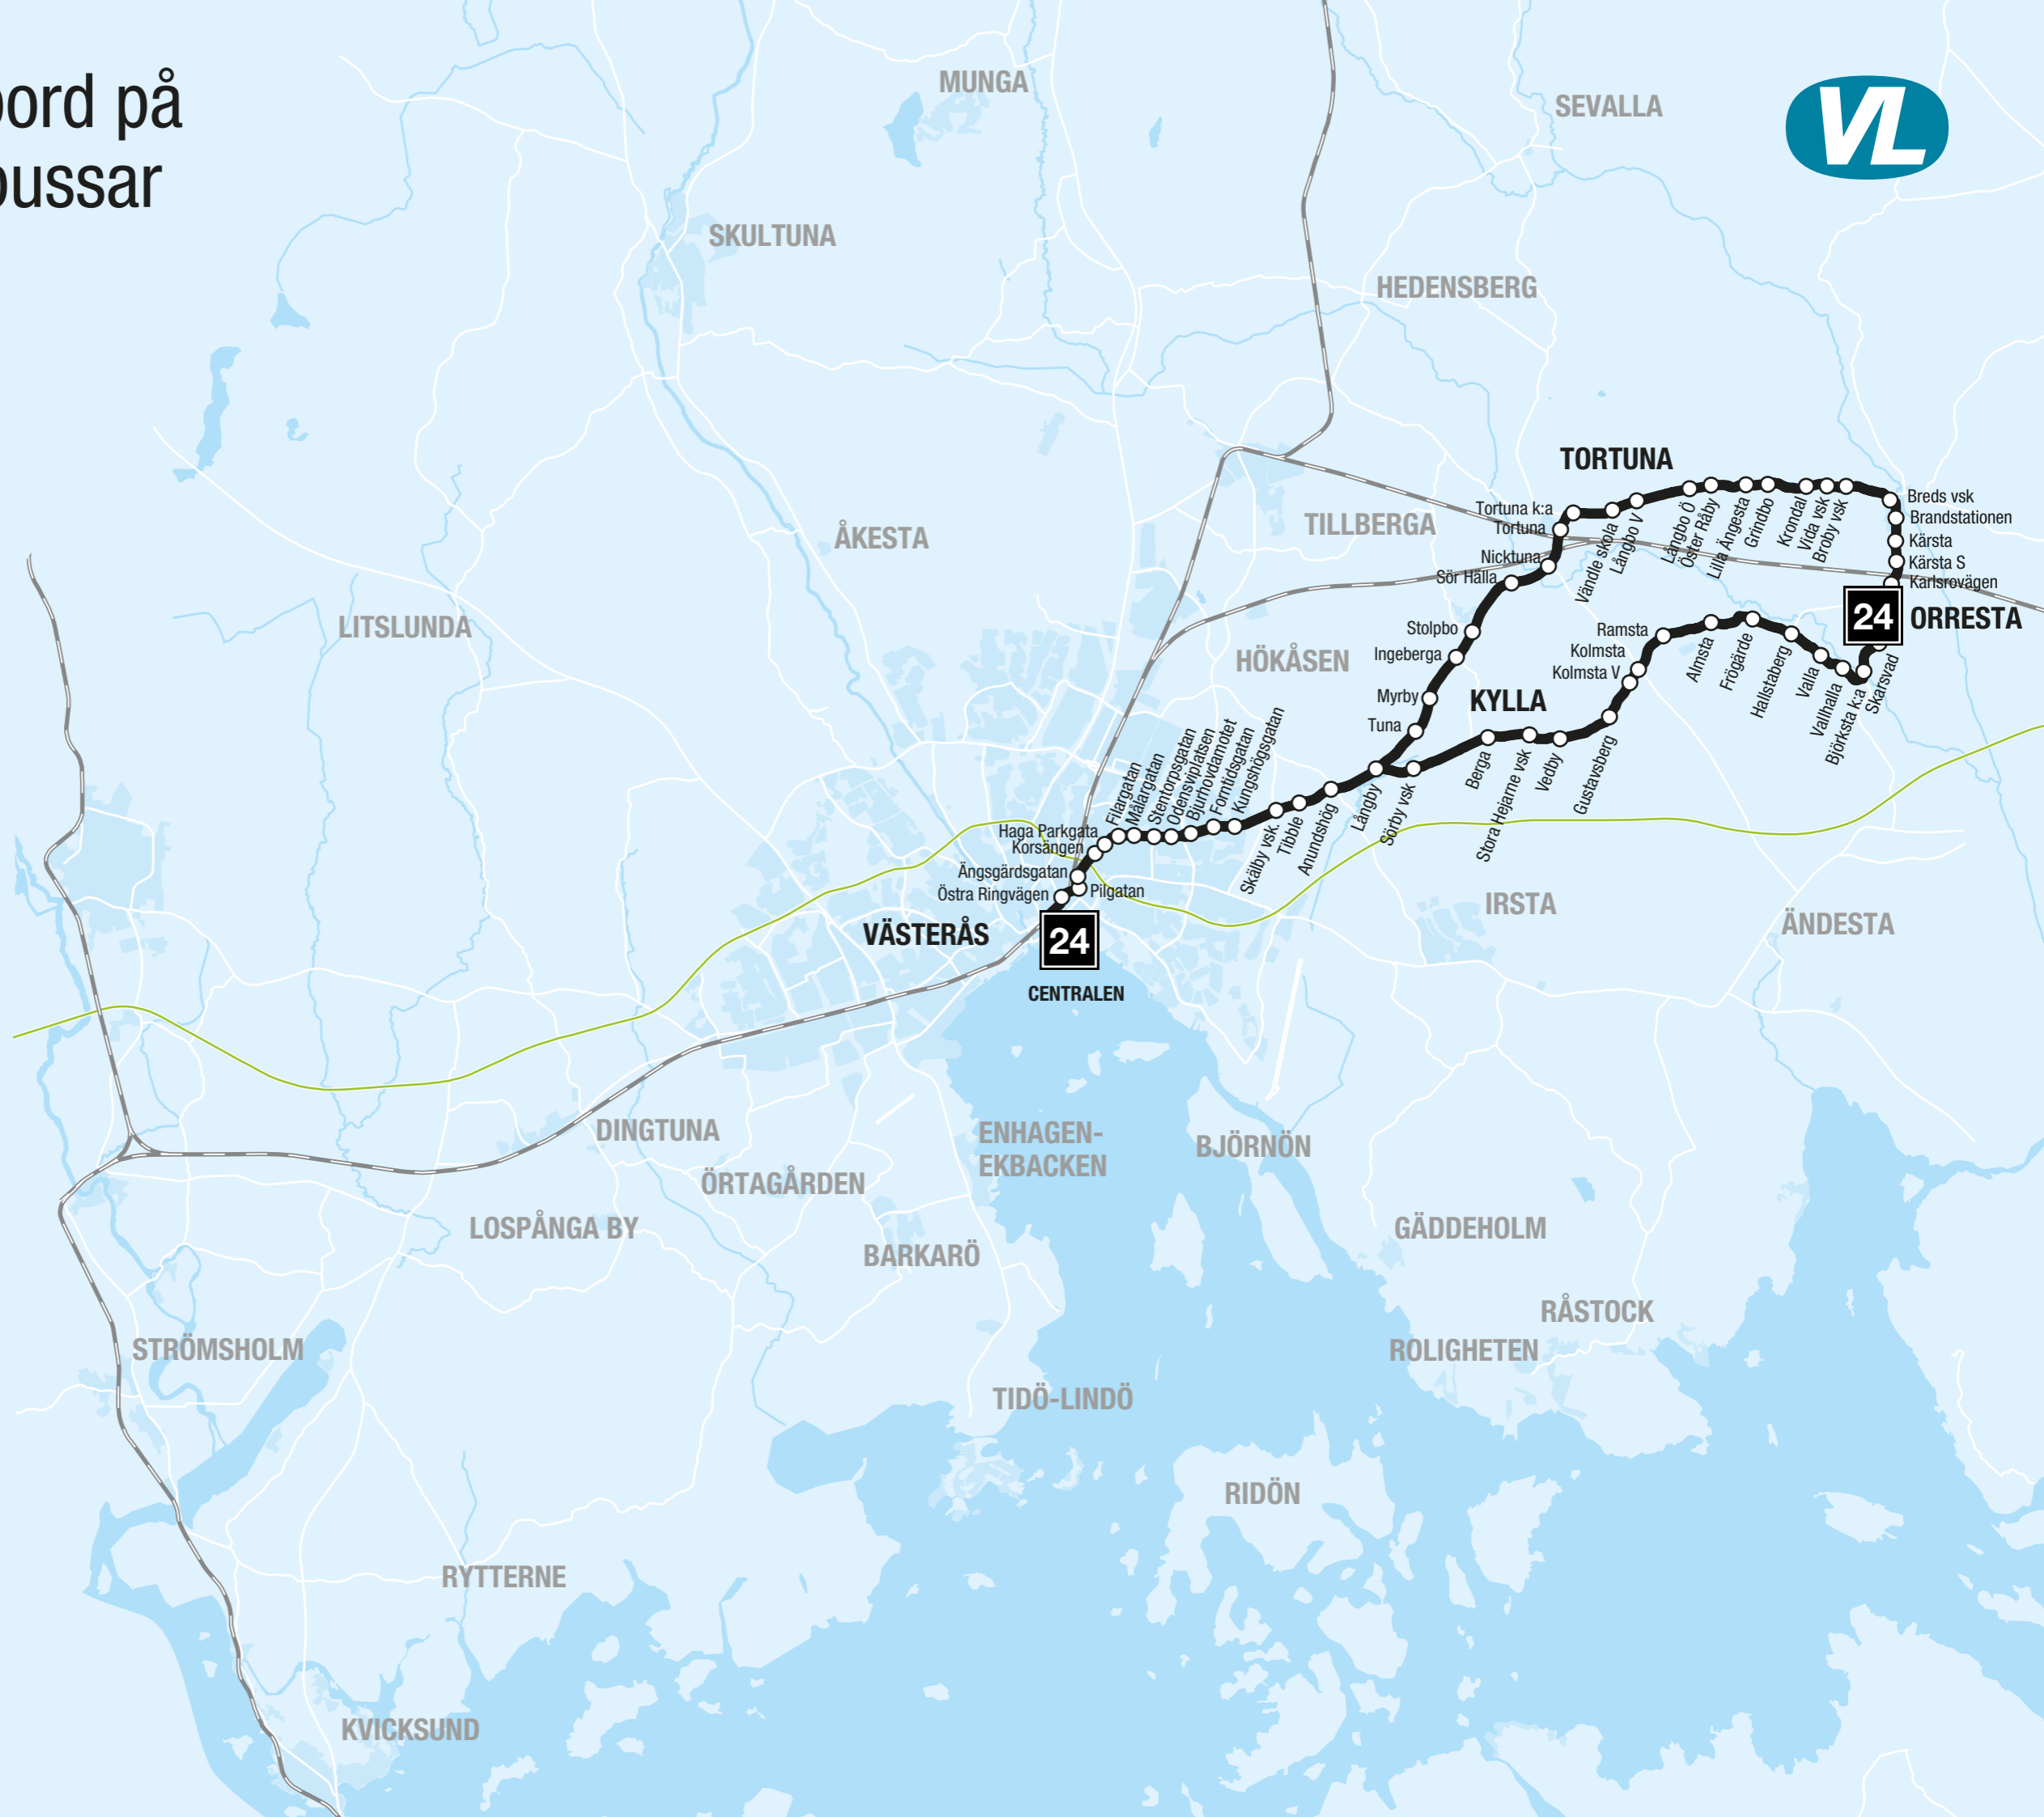 ord på
bussar
VL
MUNGA
SEVALLA
SKULTUNA
HEDENSBERG
TORTUNA
Tortuna k:a
Tortuna
Nicktuna
Sör Hälla
Vändle skola
Långbo V
Långbo Ö
Öster Råby
Lilla Ängesta
Grindbo
Krondal
Vida vsk
Broby vsk
Breds vsk
Brandstationen
Kärsta
Kärsta S
Karlsrovägen
24
ORRESTA
TILLBERGA
ÅKESTA
LITSLUNDA
HÖKÅSEN
Stolpbo
Ingeberga
Myrby
Tuna
KYLLA
Ramsta
Kolmsta
Kolmsta V
Almsta
Frögärde
Hallstaberg
Valla
Vallhalla
Björksta k:a
Skarsvad
Berga
Stora Hejarne vsk
Vedby
Gustavsberg
Filargatan
Målargatan
Stentorpsgatan
Odensviplatsen
Bjurhovdamotet
Forntidsgatan
Kungshögsgatan
Skälby vsk.
Tibble
Anundshög
Långby
Sörby vsk
Haga Parkgata
Korsängen
Ängsgärdsgatan
Östra Ringvägen
Pilgatan
VÄSTERÅS
24
CENTRALEN
IRSTA
ÄNDESTA
DINGTUNA
ENHAGEN-
EKBACKEN
BJÖRNÖN
ÖRTAGÅRDEN
LOSPÅNGA BY
BARKARÖ
GÄDDEHOLM
RÅSTOCK
STRÖMSHOLM
ROLIGHETEN
TIDÖ-LINDÖ
RIDÖN
RYTTERNE
KVICKSUND